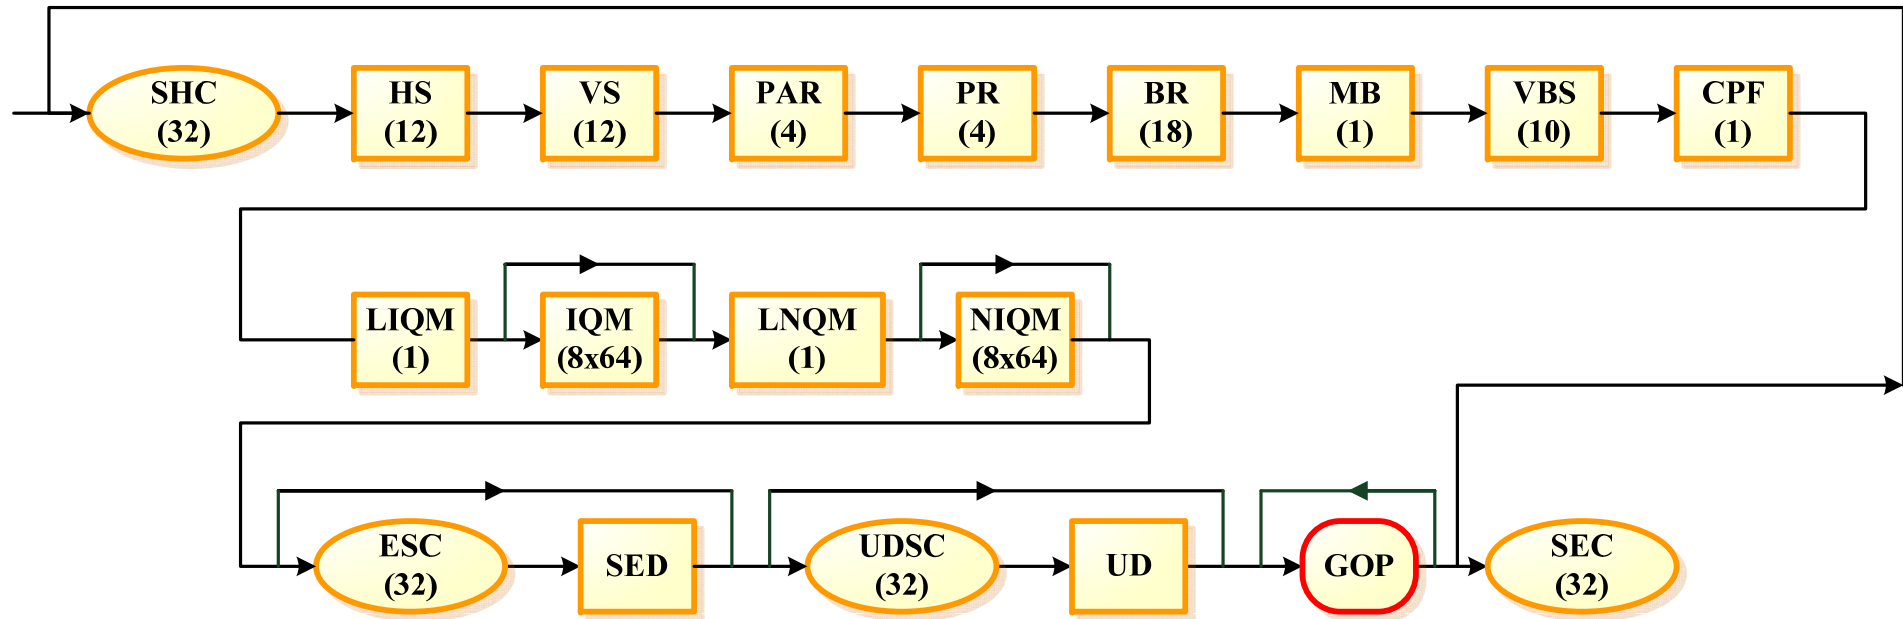 SHC
(32)
HS
(12)
VS
(12)
PAR
(4)
PR
(4)
BR
(18)
MB
(1)
VBS
(10)
CPF
(1)
LIQM
(1)
IQM
(8x64)
LNQM
(1)
NIQM
(8x64)
ESC
(32)
SED
UDSC
(32)
UD
GOP
SEC
(32)